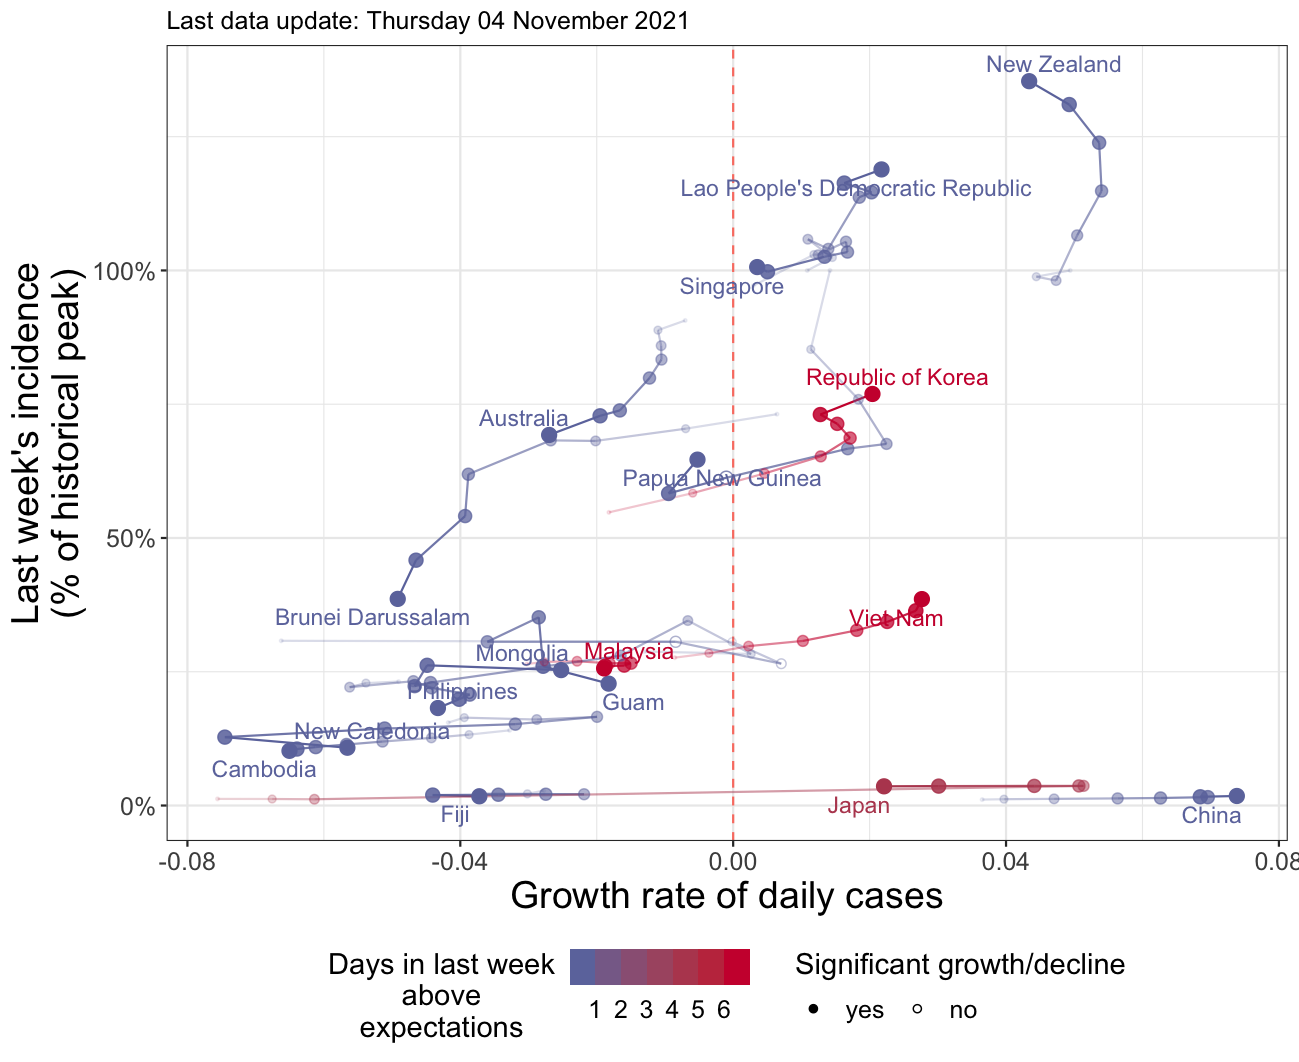 Last data update: Thursday 04 November 2021
New Zealand
Lao People's Democratic Republic
Singapore
Republic of Korea
Australia
Papua New Guinea
Brunei Darussalam
Viet Nam
Mongolia
Malaysia
Philippines
Guam
New Caledonia
Cambodia
Fiji
Japan
China
100%
50%
0%
Last week's incidence
(% of historical peak)
-0.08 -0.04 0.00 0.04 0.08
Growth rate of daily cases
Days in last week
above
expectations
1 2 3 4 5 6
Significant growth/decline
yes no